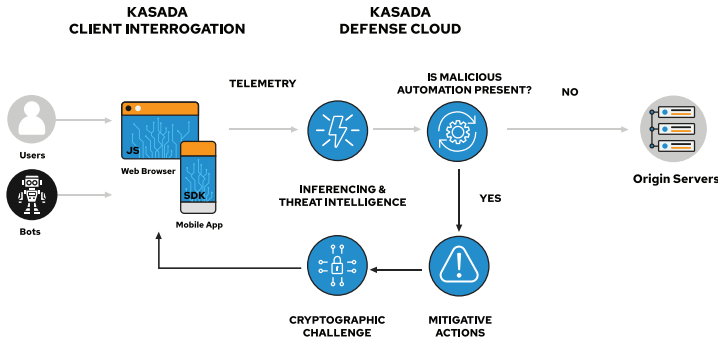 KASADA
CLIENT INTERROGATION
KASADA
DEFENSE CLOUD
TELEMETRY
IS MALICIOUS
AUTOMATION PRESENT?
NO
JS
Users
Web Browser
SDK
Origin Servers
INFERENCING &
THREAT INTELLIGENCE
YES
Bots
Mobile App
CRYPTOGRAPHIC
CHALLENGE
MITIGATIVE
ACTIONS